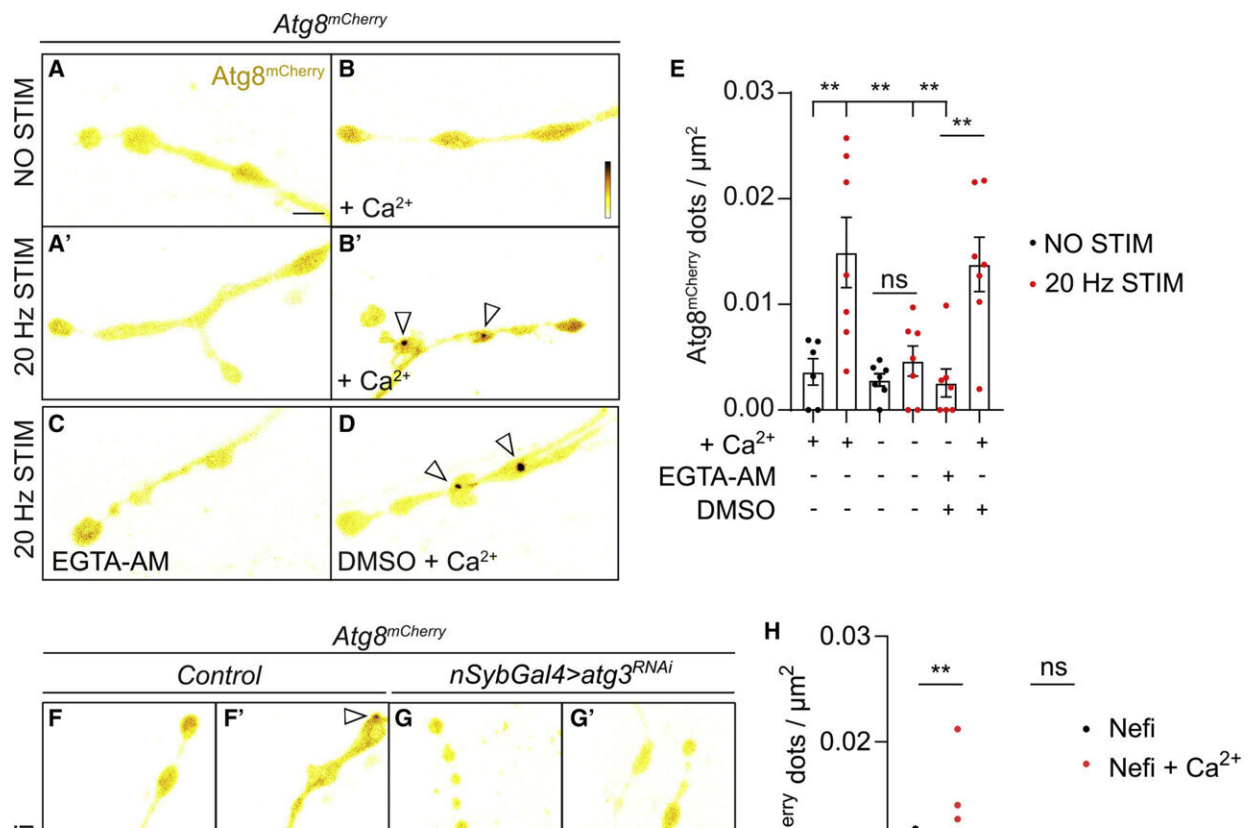 Atg8mCherry
NO STIM
A
Atg8mCherry
B
+ Ca2+
20 Hz STIM
A'
B'
+ Ca2+
20 Hz STIM
C
EGTA-AM
D
DMSO + Ca2+
E
Atg8mCherry dots / µm2
0.03
0.02
0.01
0.00
** ** ** **
ns
NO STIM
20 Hz STIM
+ Ca2+ + + - - - +
EGTA-AM - - - - + -
DMSO - - - - + +
Atg8mCherry
Control
nSybGal4>atg3RNAi
F
F'
G
G'
H
dots / µm2
0.03
0.02
**
ns
Nefi
Nefi + Ca2+